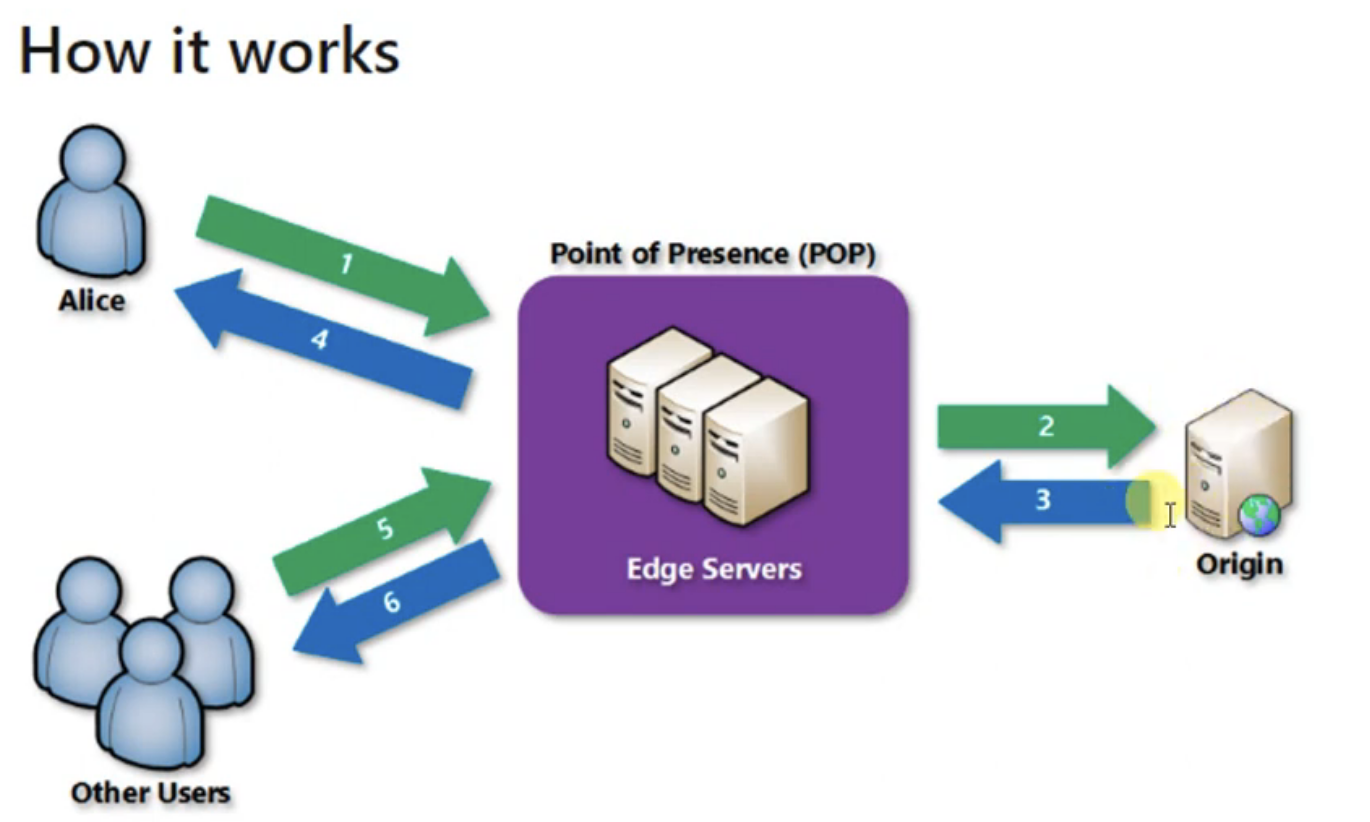 How it works
Alice
1
4
Point of Presence (POP)
Edge Servers
2
3
Origin
5
6
Other Users